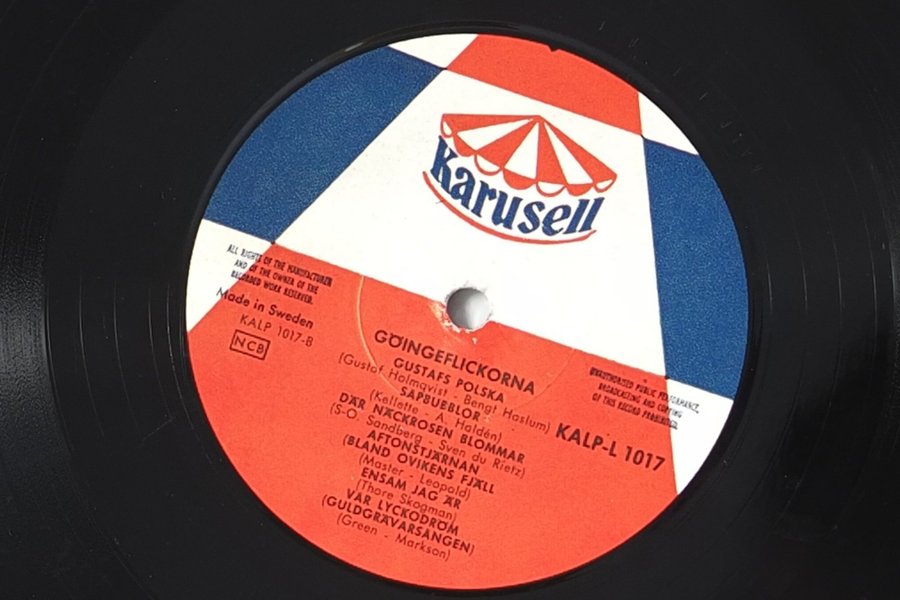 Karusell
ALL RIGHTS OF THE MANUFACTURER
AND OF THE OWNER OF THE
RECORDED WORK RESERVED.
Made in Sweden
KALP 1017-B
NCB
GÖINGEFLICKORNA
GUSTAFS POLSKA
(Gustaf Holmqvist - Bengt Haslum)
SAPBUEBLOR
(Kellette - A. Haldén)
DÄR NÄCKROSEN BLOMMAR
(S-O. Sandberg - Sven du Rietz)
AFTONSTJÄRNAN
(BLAND OVIKENS FJÄLL
(Master - Leopold)
ENSAM JAG ÄR
(Thore Skogman)
VÅR LYCKODRÖM
(GULDGRÄVARSÅNGEN)
(Green - Markson)
UNAUTHORISED PUBLIC PERFORMANCE,
BROADCASTING AND COPYING
OF THIS RECORD PROHIBITED.
KALP-L 1017